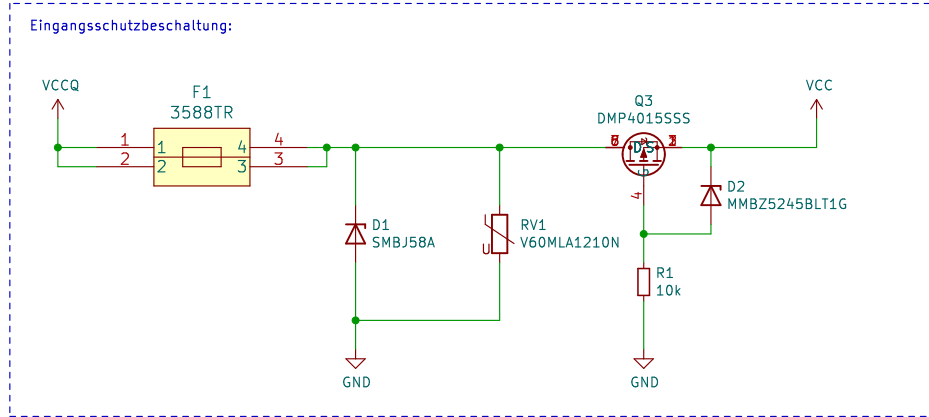 Eingangsschutzbeschaltung:
VCCQ
F1
3588TR
1
2
1
2
4
3
4
3
D1
SMBJ58A
U
RV1
V60MLA1210N
Q3
DMP4015SSS
DS
G
4
D2
MMBZ5245BLT1G
R1
10k
VCC
GND
GND